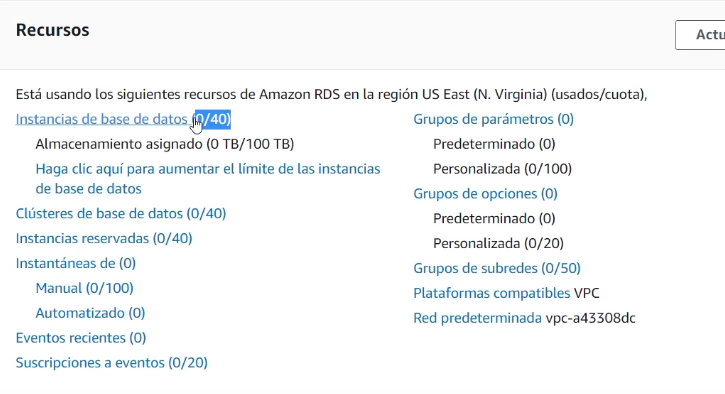 Recursos
Actu
Está usando los siguientes recursos de Amazon RDS en la región US East (N. Virginia) (usados/cuota),
Instancias de base de datos (0/40)
Almacenamiento asignado (0 TB/100 TB)
Haga clic aquí para aumentar el límite de las instancias
de base de datos
Clústeres de base de datos (0/40)
Instancias reservadas (0/40)
Instantáneas de (0)
Manual (0/100)
Automatizado (0)
Eventos recientes (0)
Suscripciones a eventos (0/20)
Grupos de parámetros (0)
Predeterminado (0)
Personalizada (0/100)
Grupos de opciones (0)
Predeterminado (0)
Personalizada (0/20)
Grupos de subredes (0/50)
Plataformas compatibles VPC
Red predeterminada vpc-a43308dc